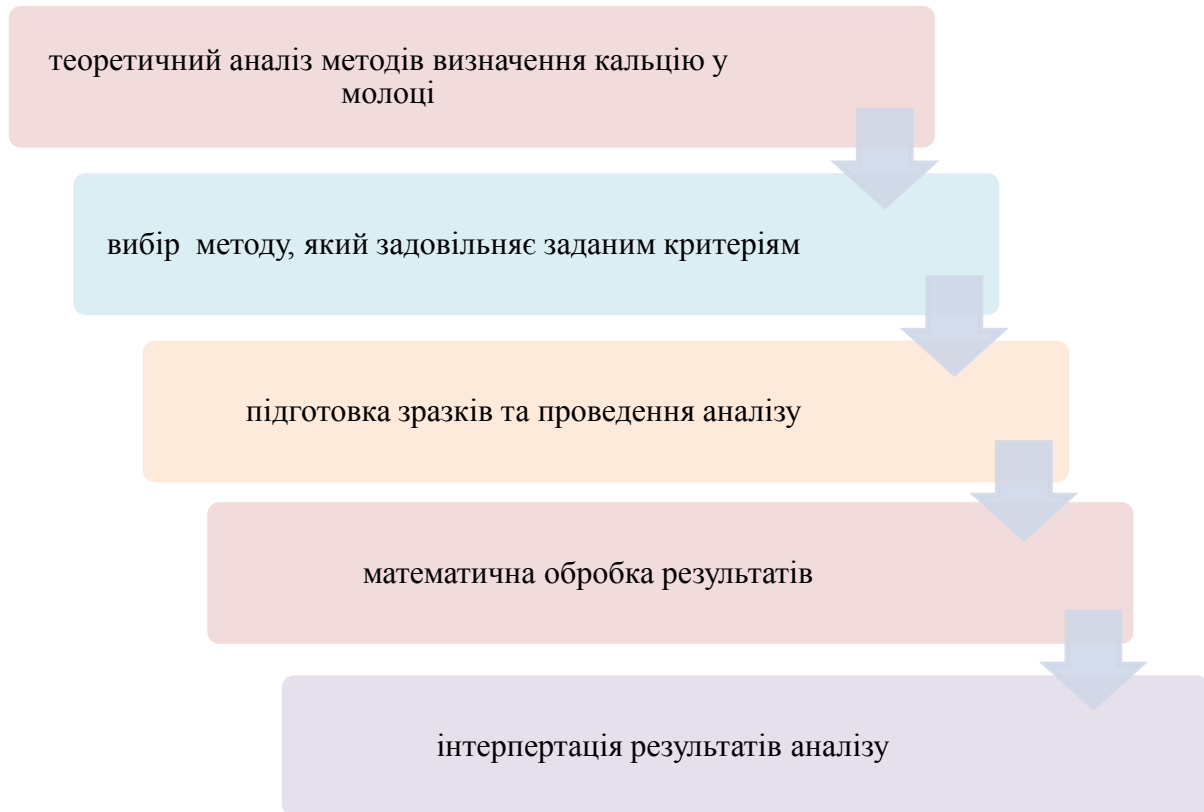 теоретичний аналіз методів визначення кальцію у
молоці
вибір  методу, який задовільняє заданим критеріям
підготовка зразків та проведення аналізу
математична обробка результатів
інтерпертація результатів аналізу